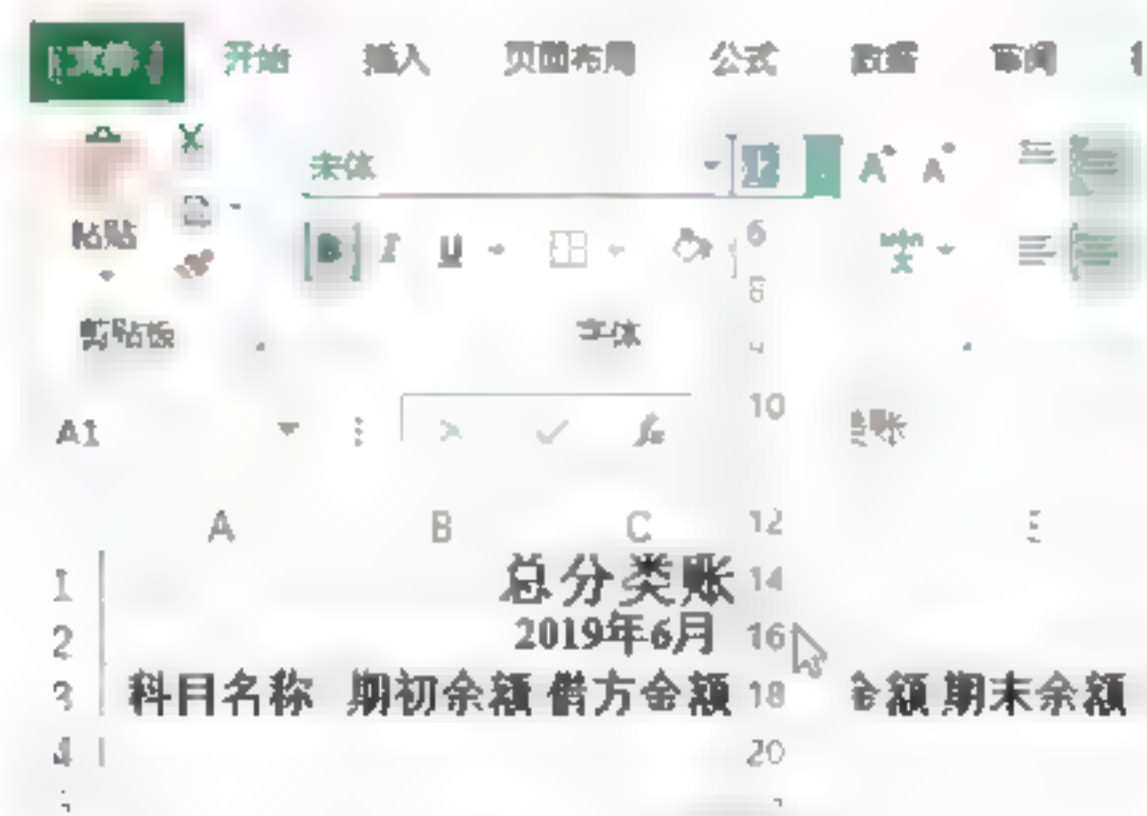 文件 开始 插入 页面布局 公式 数据 审阅
A A
粘贴
B I U 6
8
剪贴板 字体
10
A1 fx
12
A B C E
1 总分类账 14
2 2019年6月 16
3 科目名称 期初余额 借方金额 18 金额 期末余额
4 20